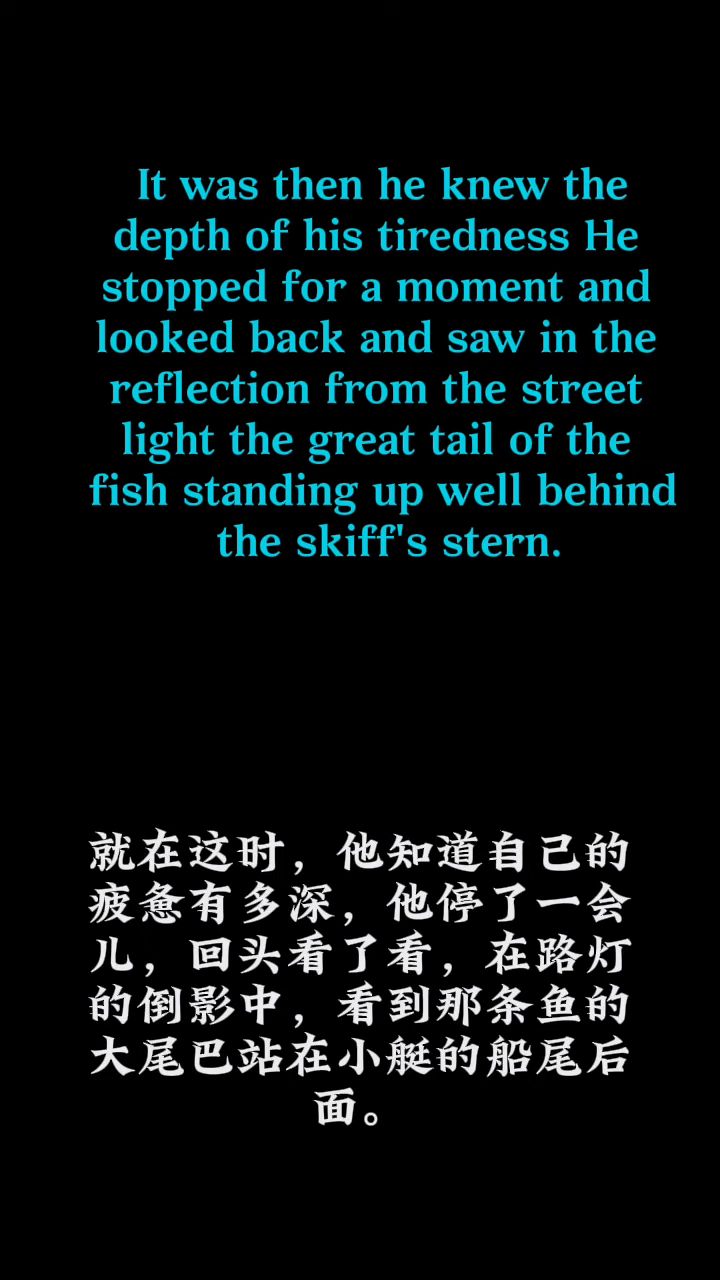 It was then he knew the
depth of his tiredness He
stopped for a moment and
looked back and saw in the
reflection from the street
light the great tail of the
fish standing up well behind
the skiff's stern.
就在这时，他知道自己的
疲惫有多深，他停了一会
儿，回头看了看，在路灯
的倒影中，看到那条鱼的
大尾巴站在小艇的船尾后
面。